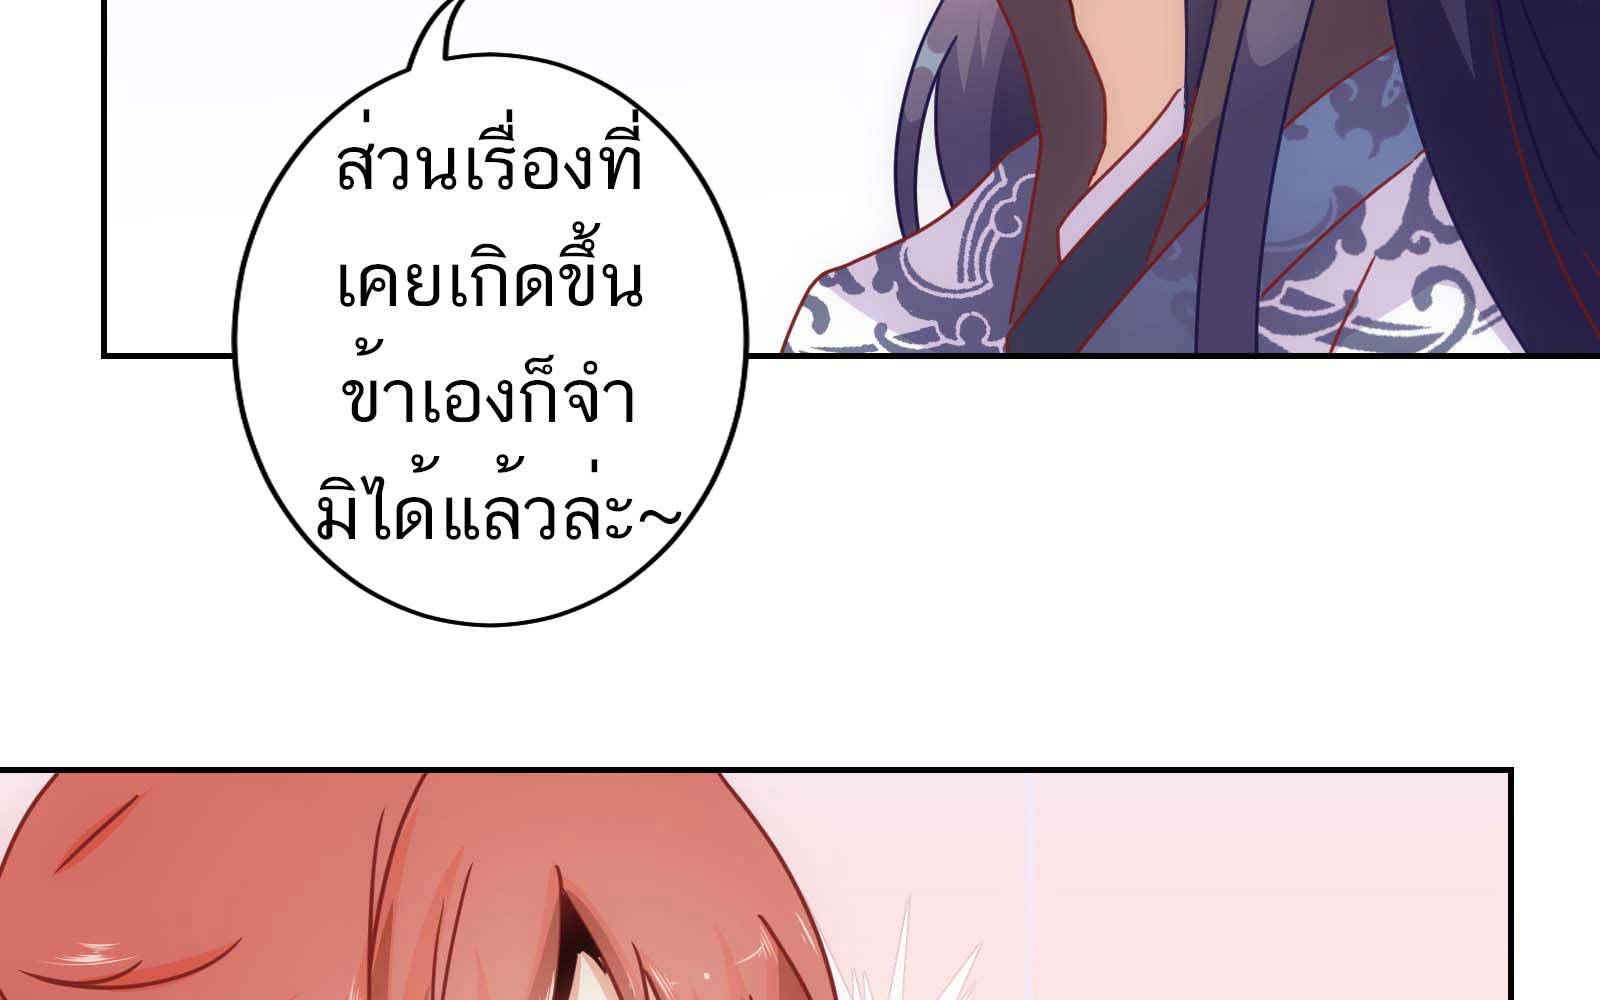 ส่วนเรื่องที่
เคยเกิดขึ้น
ข้าเองก็จำ
มิได้แล้วล่ะ~